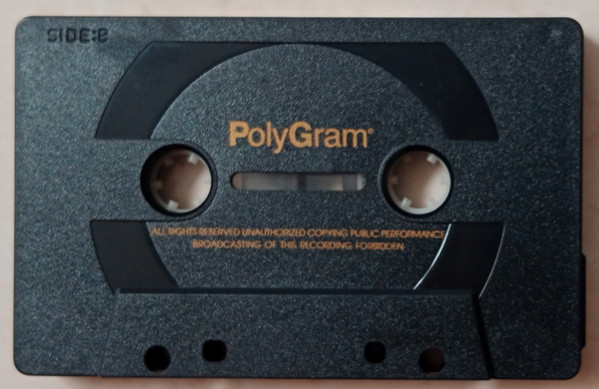 SIDE:B
PolyGram®
ALL RIGHTS RESERVED UNAUTHORIZED COPYING PUBLIC PERFORMANCE
BROADCASTING OF THIS RECORDING FORBIDDEN